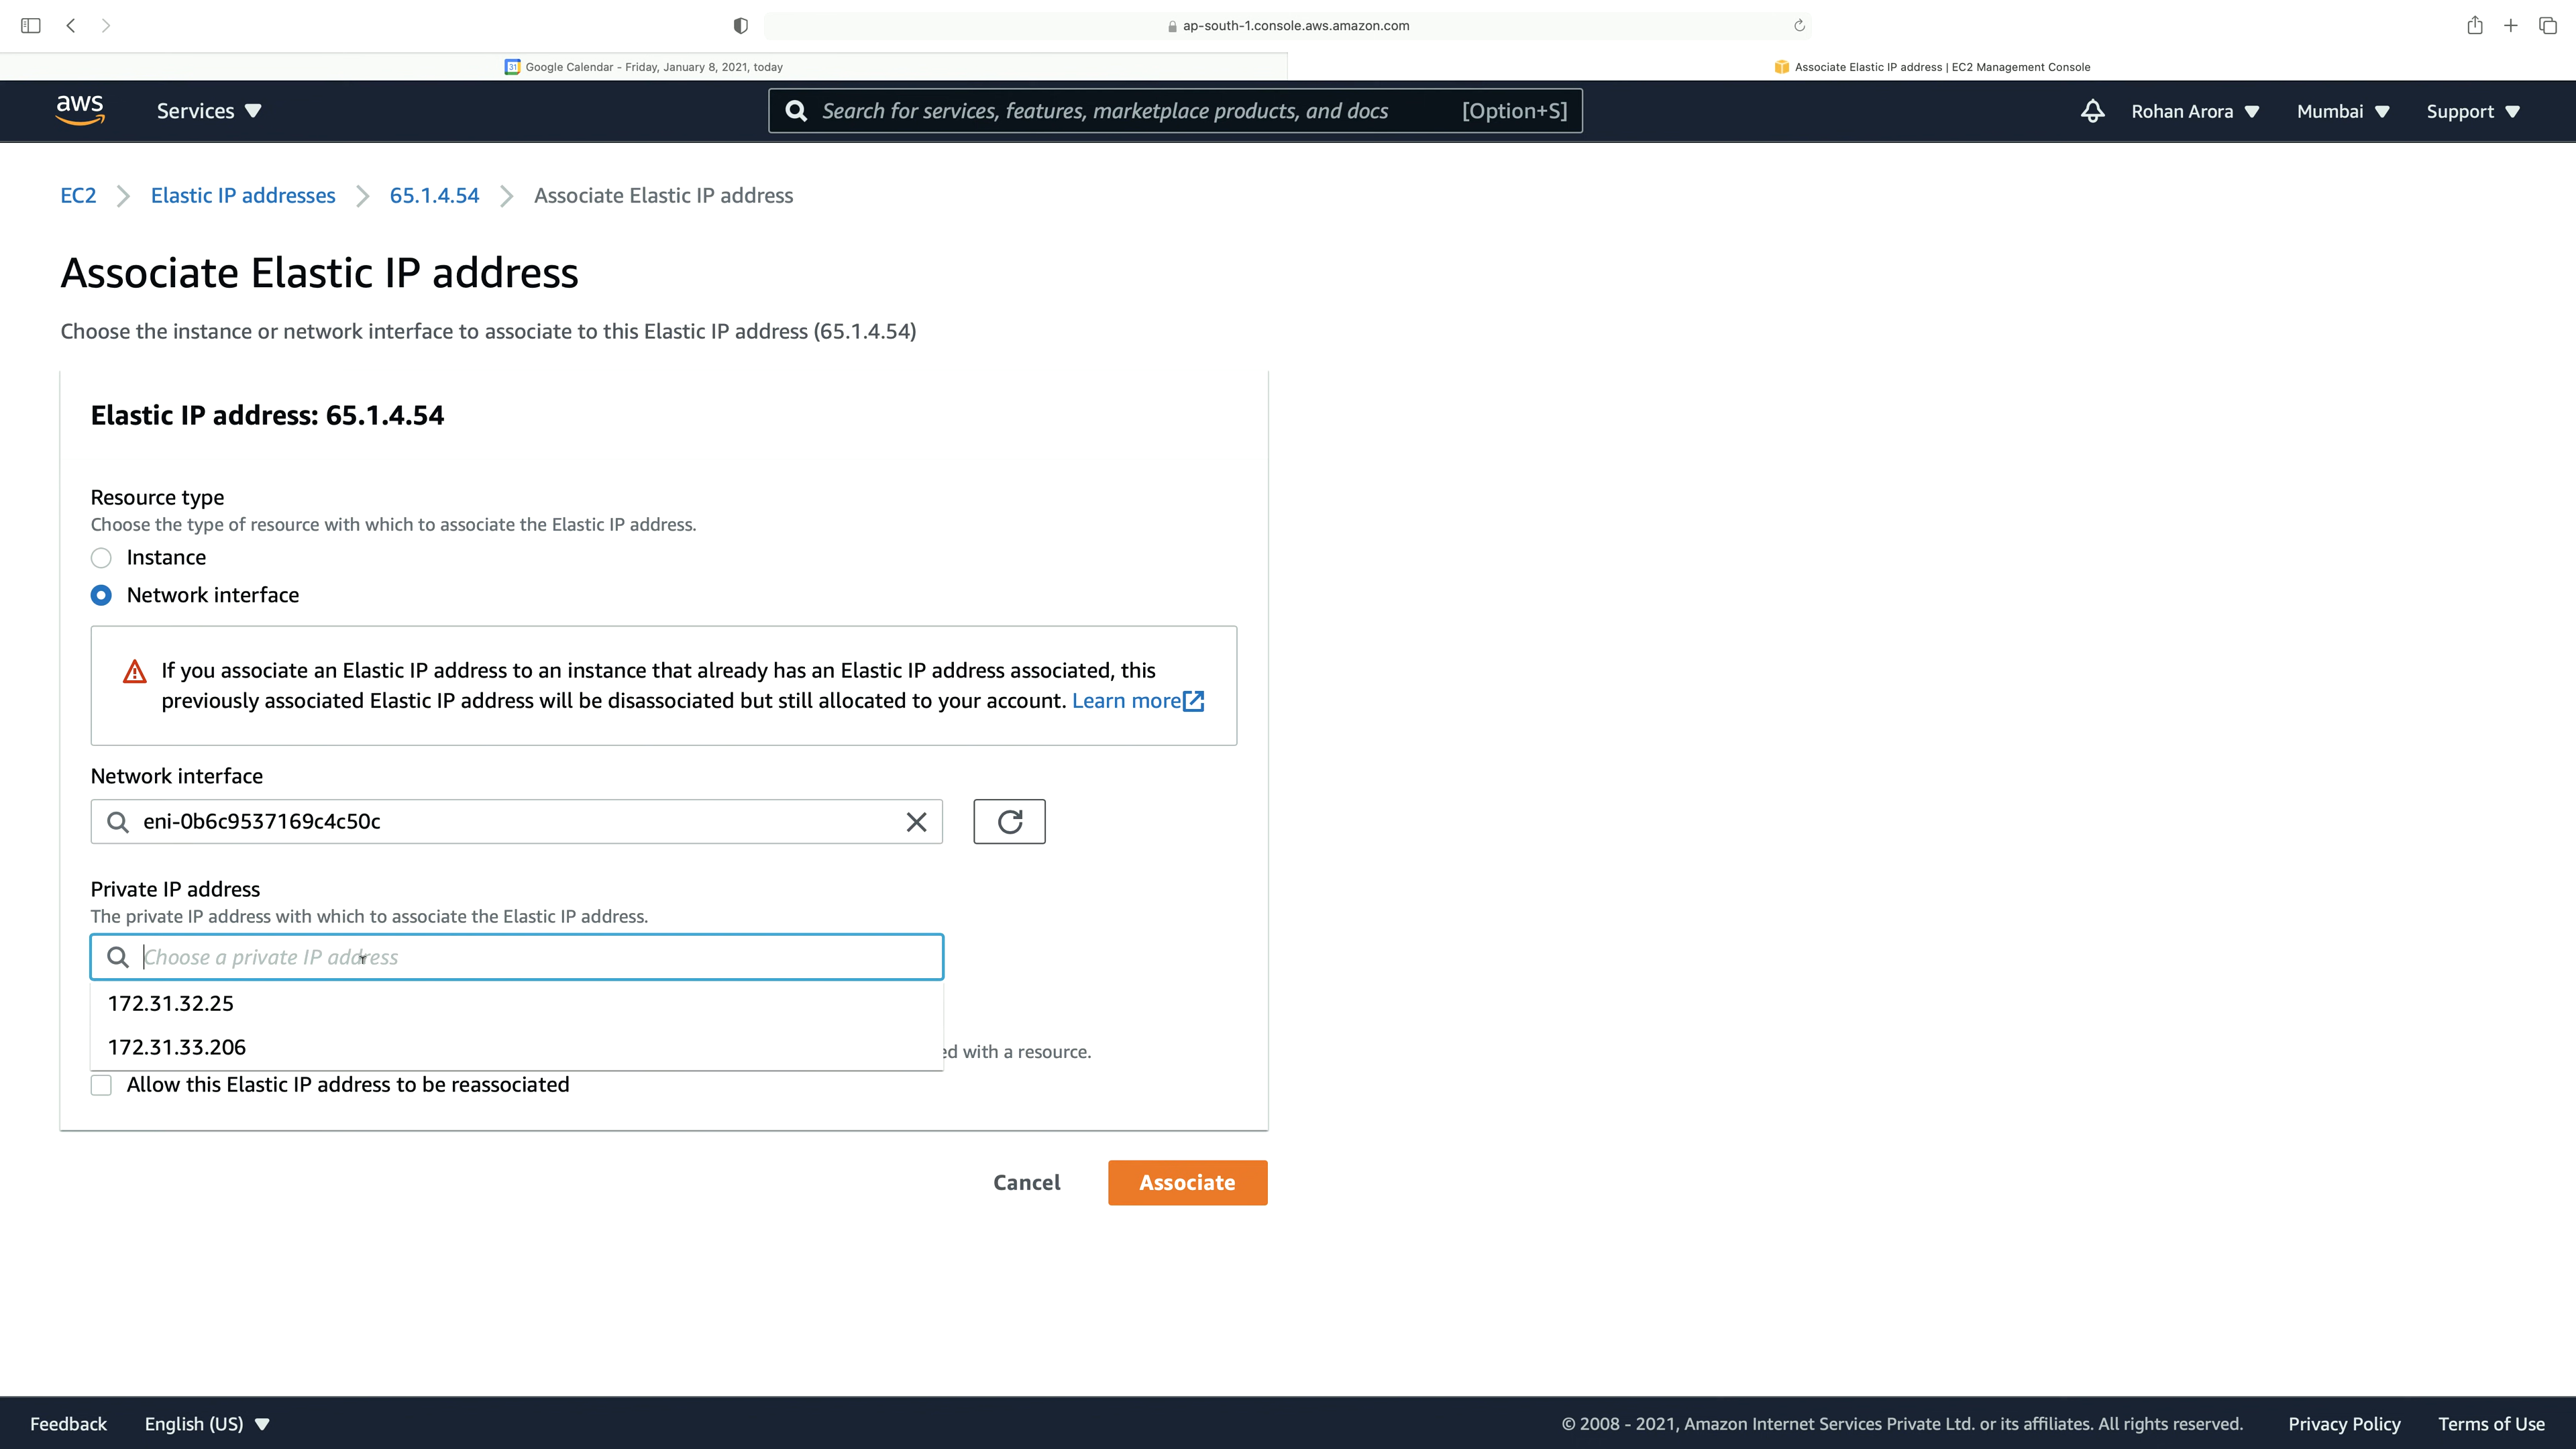 ap-south-1.console.aws.amazon.com
31 Google Calendar - Friday, January 8, 2021, today
Associate Elastic IP address | EC2 Management Console
aws Services Search for services, features, marketplace products, and docs [Option+S] Rohan Arora Mumbai Support
EC2 Elastic IP addresses 65.1.4.54 Associate Elastic IP address
Associate Elastic IP address
Choose the instance or network interface to associate to this Elastic IP address (65.1.4.54)
Elastic IP address: 65.1.4.54
Resource type
Choose the type of resource with which to associate the Elastic IP address.
Instance
Network interface
If you associate an Elastic IP address to an instance that already has an Elastic IP address associated, this
previously associated Elastic IP address will be disassociated but still allocated to your account. Learn more
Network interface
eni-0b6c9537169c4c50c
Private IP address
The private IP address with which to associate the Elastic IP address.
Choose a private IP address
172.31.32.25
172.31.33.206
ed with a resource.
Allow this Elastic IP address to be reassociated
Cancel Associate
Feedback English (US) © 2008 - 2021, Amazon Internet Services Private Ltd. or its affiliates. All rights reserved. Privacy Policy Terms of Use